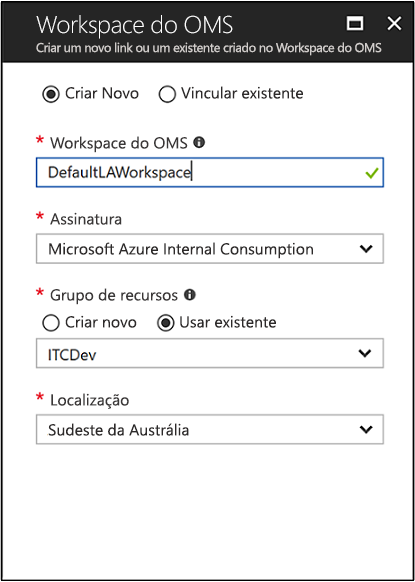 Workspace do OMS
Criar um novo link ou um existente criado no Workspace do OMS
Criar Novo Vincular existente
* Workspace do OMS
DefaultLAWorkspace
* Assinatura
Microsoft Azure Internal Consumption
* Grupo de recursos
Criar novo Usar existente
ITCDev
* Localização
Sudeste da Austrália